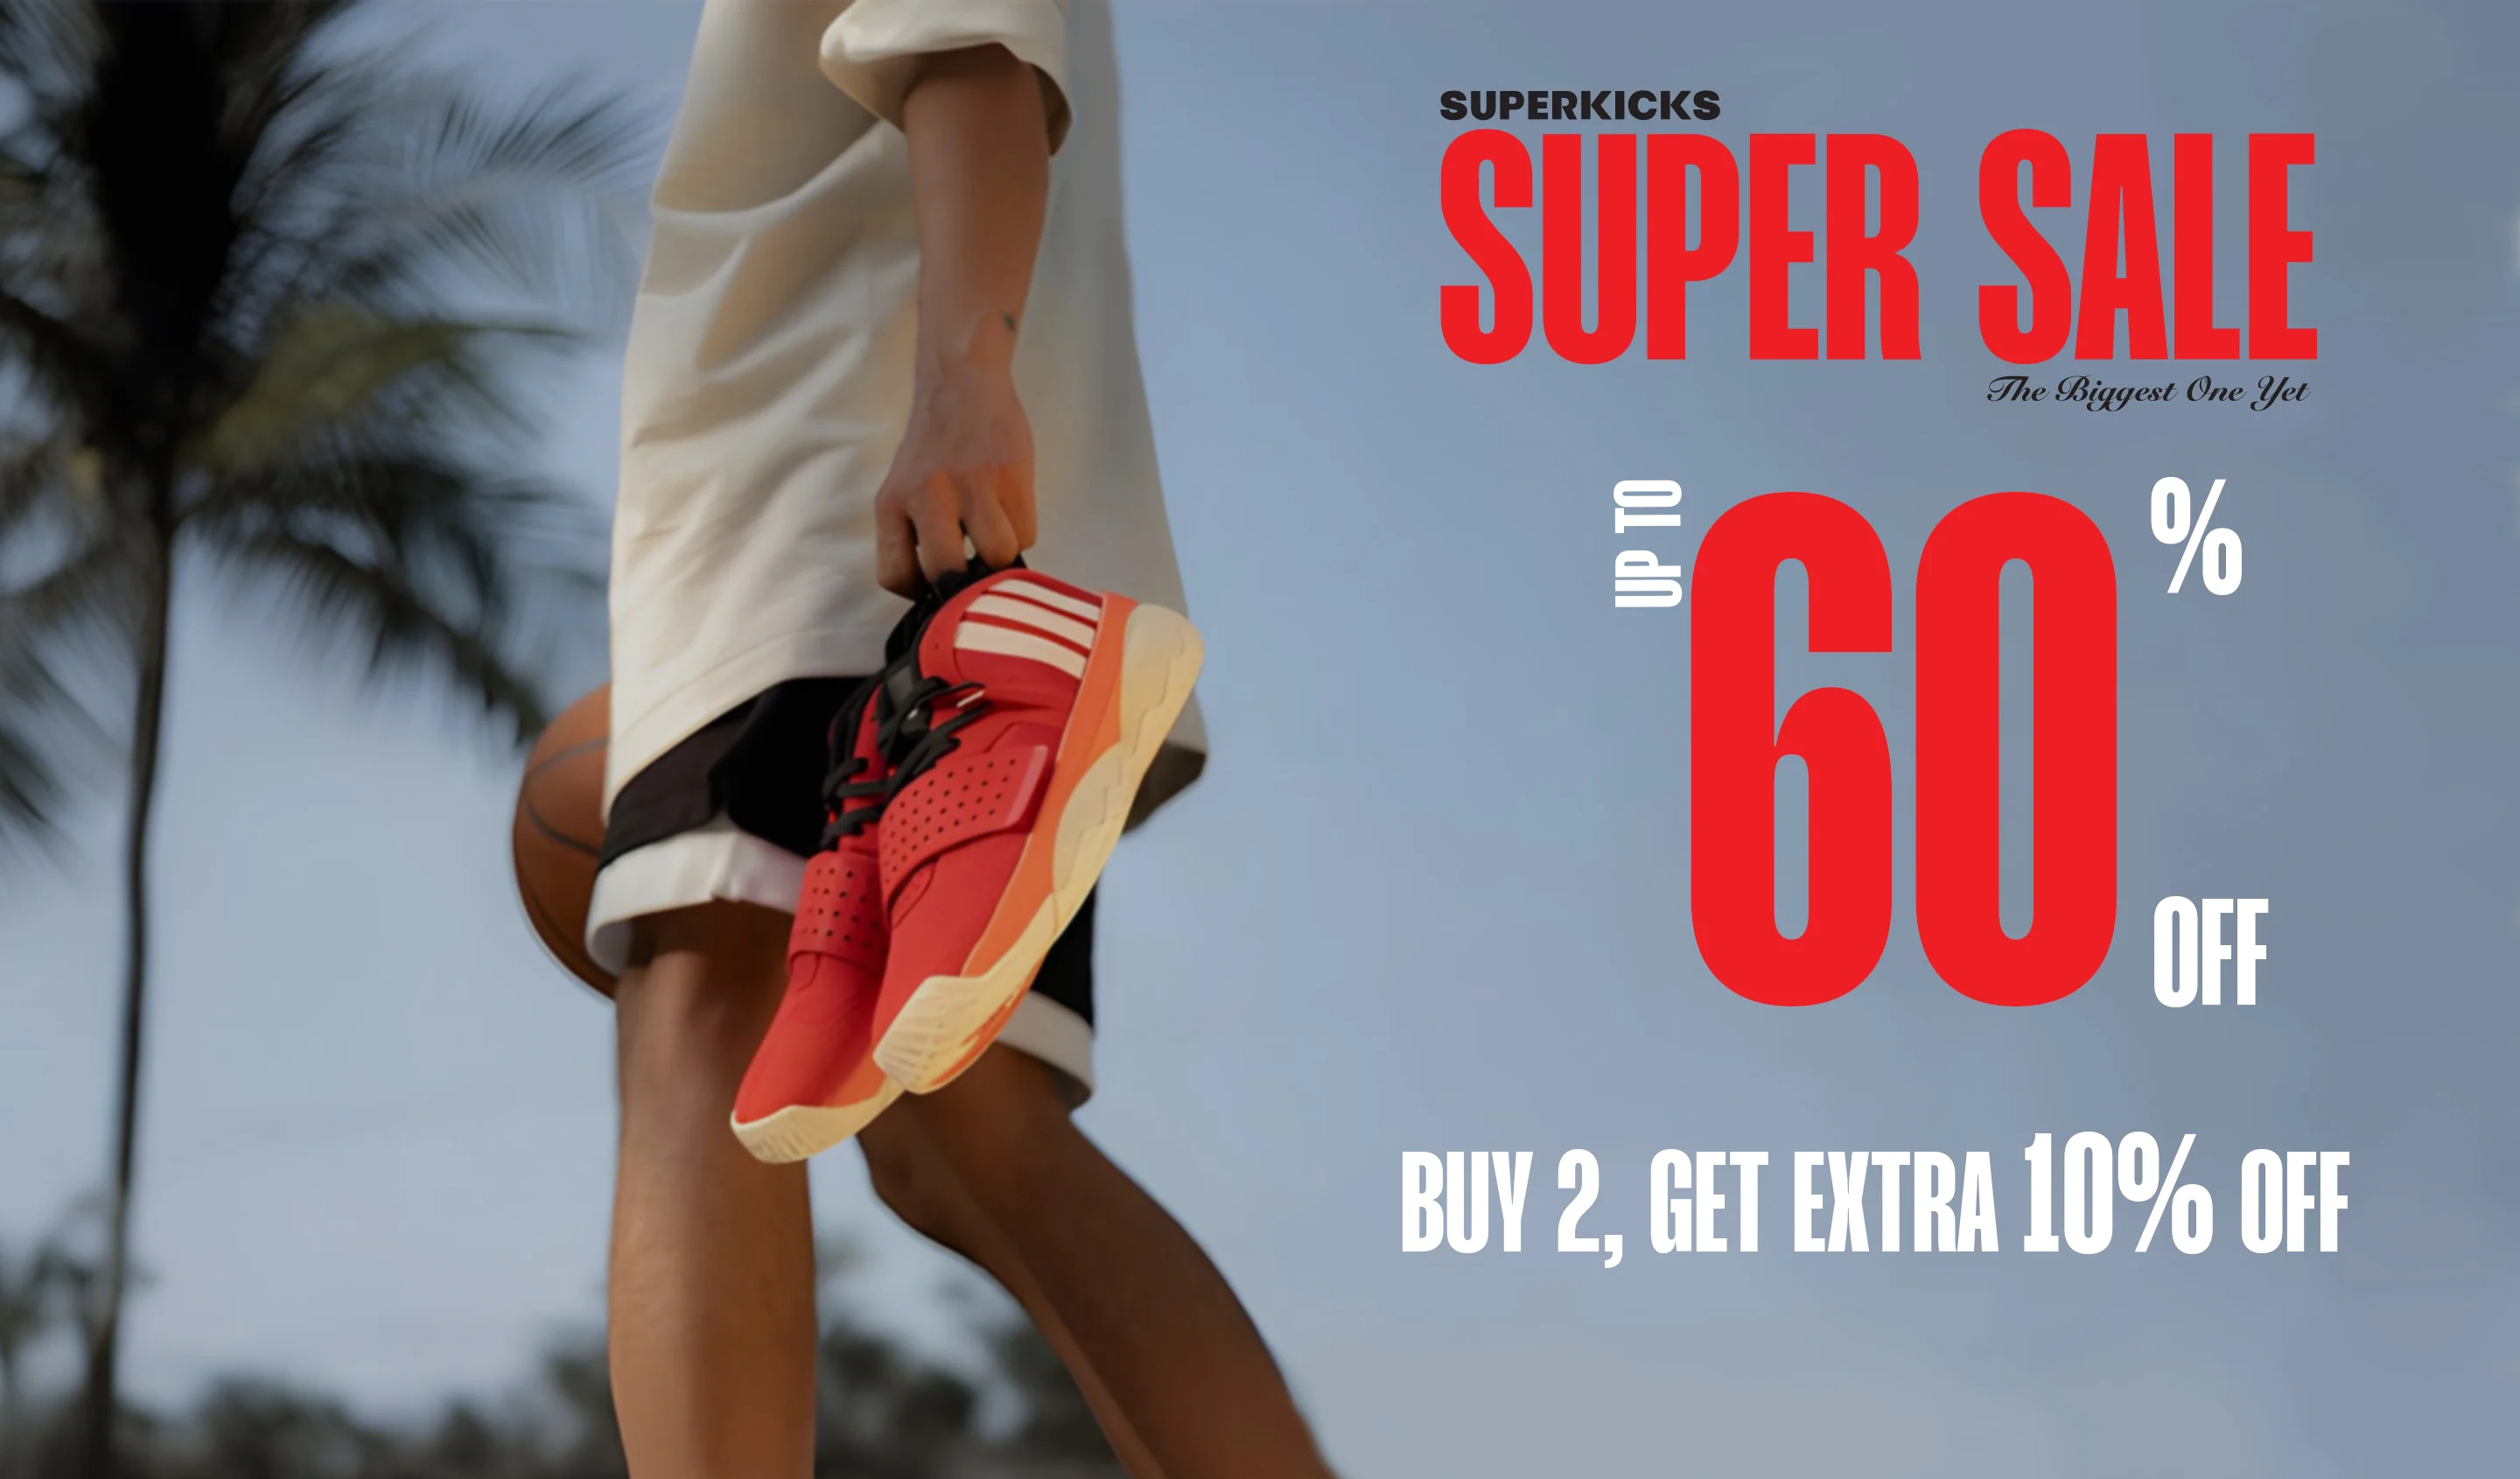 SUPERKICKS
SUPER SALE
The Biggest One Yet
UP TO
60%
OFF
BUY 2, GET EXTRA 10% OFF